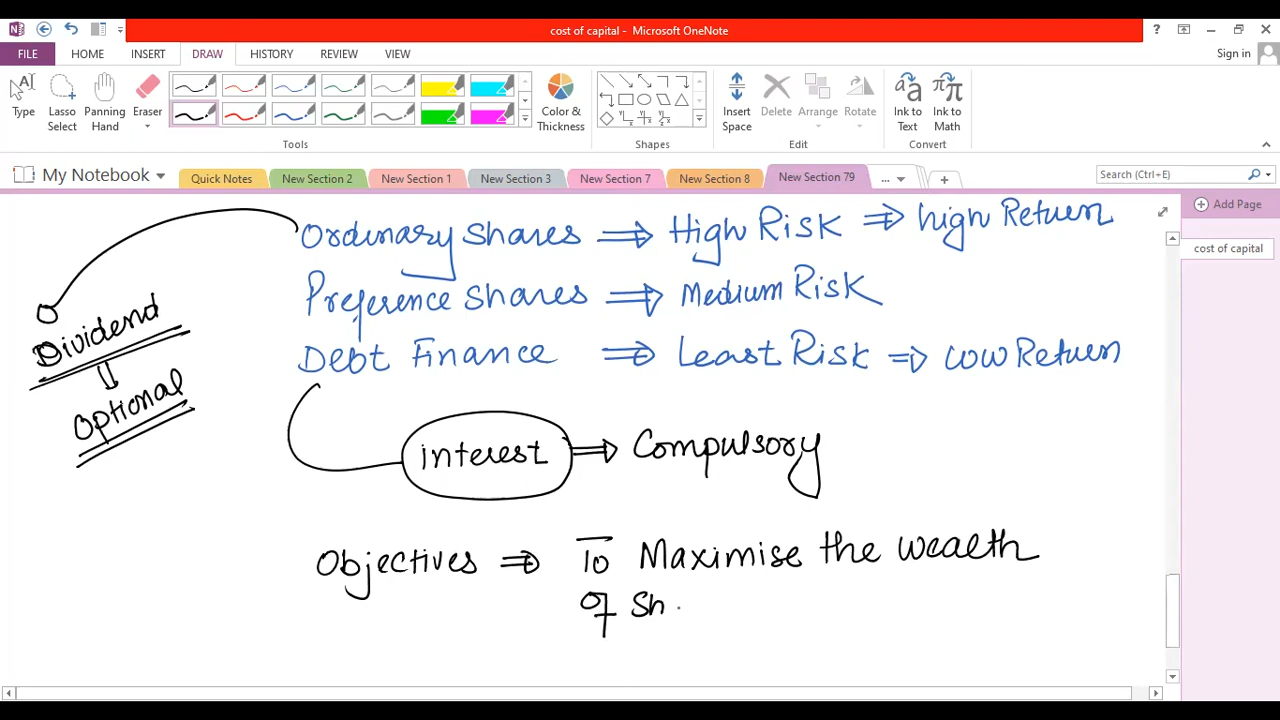 cost of capital - Microsoft OneNote
?
Sign in
FILE HOME INSERT DRAW HISTORY REVIEW VIEW
Type
Lasso Select
Panning Hand
Eraser
Color & Thickness
Insert Space
Delete
Arrange
Rotate
Ink to Text
Ink to Math
Tools Shapes Edit Convert
My Notebook Quick Notes New Section 2 New Section 1 New Section 3 New Section 7 New Section 8 New Section 79 ... +
Search (Ctrl+E)
Add Page
cost of capital
Ordinary Shares ⇒ High Risk ⇒ high Return
Preference Shares ⇒ Medium Risk
Debt Finance ⇒ Least Risk ⇒ Low Return
Dividend
⇓
Optional
interest ⇒ Compulsory
Objectives ⇒ To Maximise the wealth
of Sh